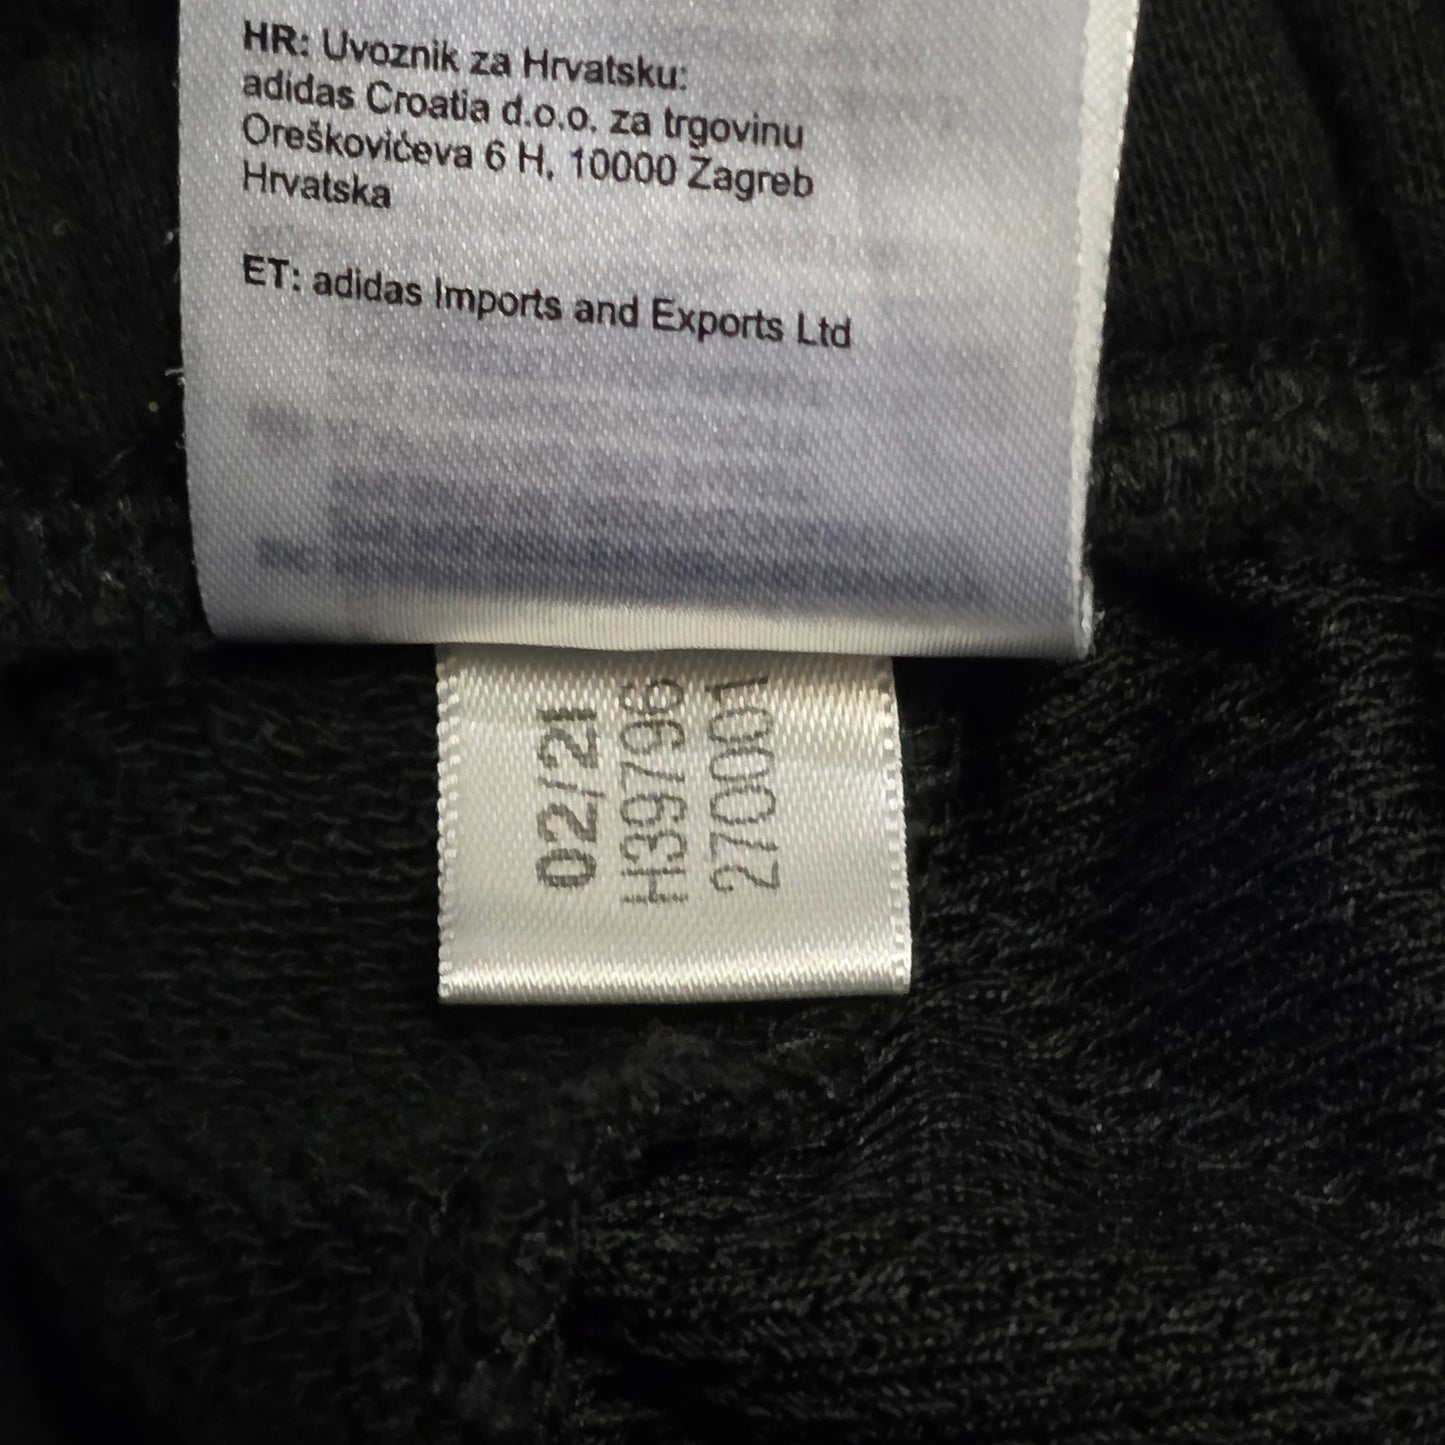 HR: Uvoznik za Hrvatsku:
adidas Croatia d.o.o. za trgovinu
Oreškovićeva 6 H, 10000 Zagreb
Hrvatska
ET: adidas Imports and Exports Ltd
02/21
H39796
270001